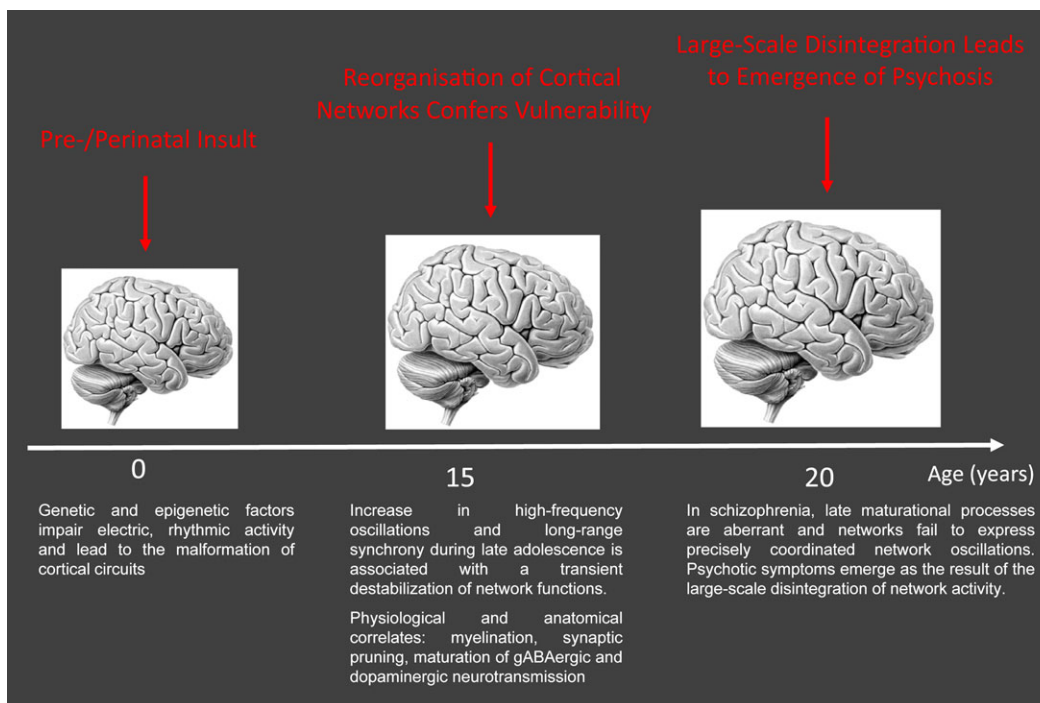 Pre-/Perinatal Insult
Reorganisation of Cortical
Networks Confers Vulnerability
Large-Scale Disintegration Leads
to Emergence of Psychosis
0
15
20
Age (years)
Genetic and epigenetic factors
impair electric, rhythmic activity
and lead to the malformation of
cortical circuits
Increase in high-frequency
oscillations and long-range
synchrony during late adolescence is
associated with a transient
destabilization of network functions.
Physiological and anatomical
correlates: myelination, synaptic
pruning, maturation of gABAergic and
dopaminergic neurotransmission
In schizophrenia, late maturational processes
are aberrant and networks fail to express
precisely coordinated network oscillations.
Psychotic symptoms emerge as the result of the
large-scale disintegration of network activity.